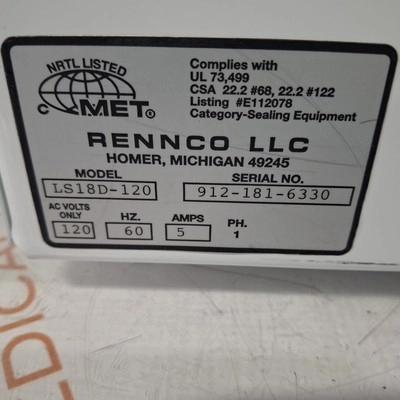 NRTL LISTED
C MET®
Complies with
UL 73,499
CSA 22.2 #68, 22.2 #122
Listing #E112078
Category-Sealing Equipment
RENNCO LLC
HOMER, MICHIGAN 49245
MODEL SERIAL NO.
LS18D-120 912-181-6330
AC VOLTS
ONLY HZ. AMPS PH.
120 60 5 1
DICA